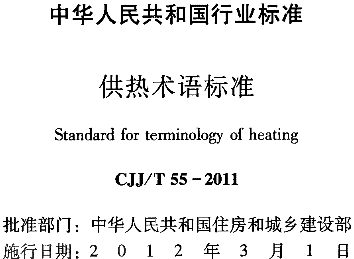 中华人民共和国行业标准
供热术语标准
Standard for terminology of heating
CJJ/T 55-2011
批准部门：中华人民共和国住房和城乡建设部
施行日期：2012年3月1日